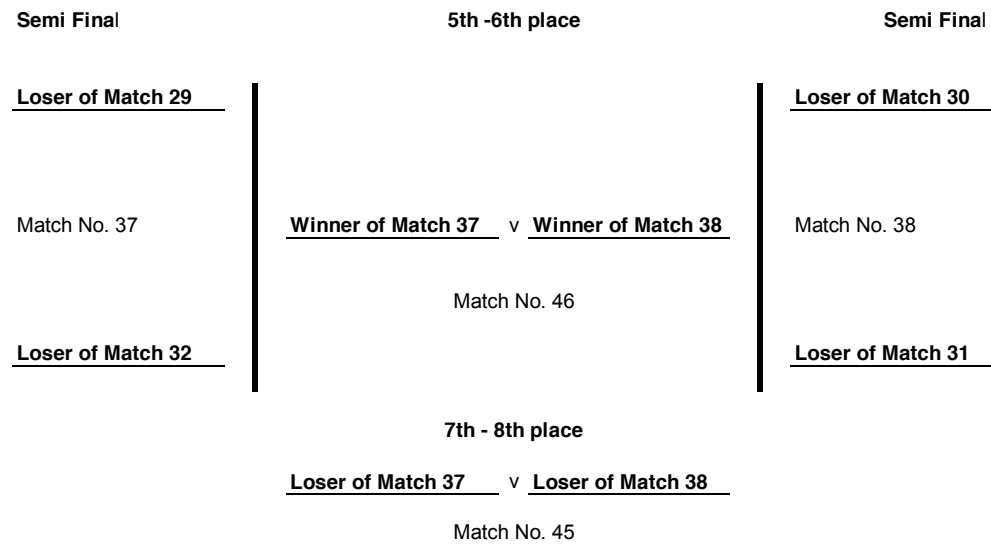 Semi Final 5th -6th place Semi Final
Loser of Match 29 Loser of Match 30
Match No. 37 Winner of Match 37 v Winner of Match 38 Match No. 38
Match No. 46
Loser of Match 32 Loser of Match 31
7th - 8th place
Loser of Match 37 v Loser of Match 38
Match No. 45